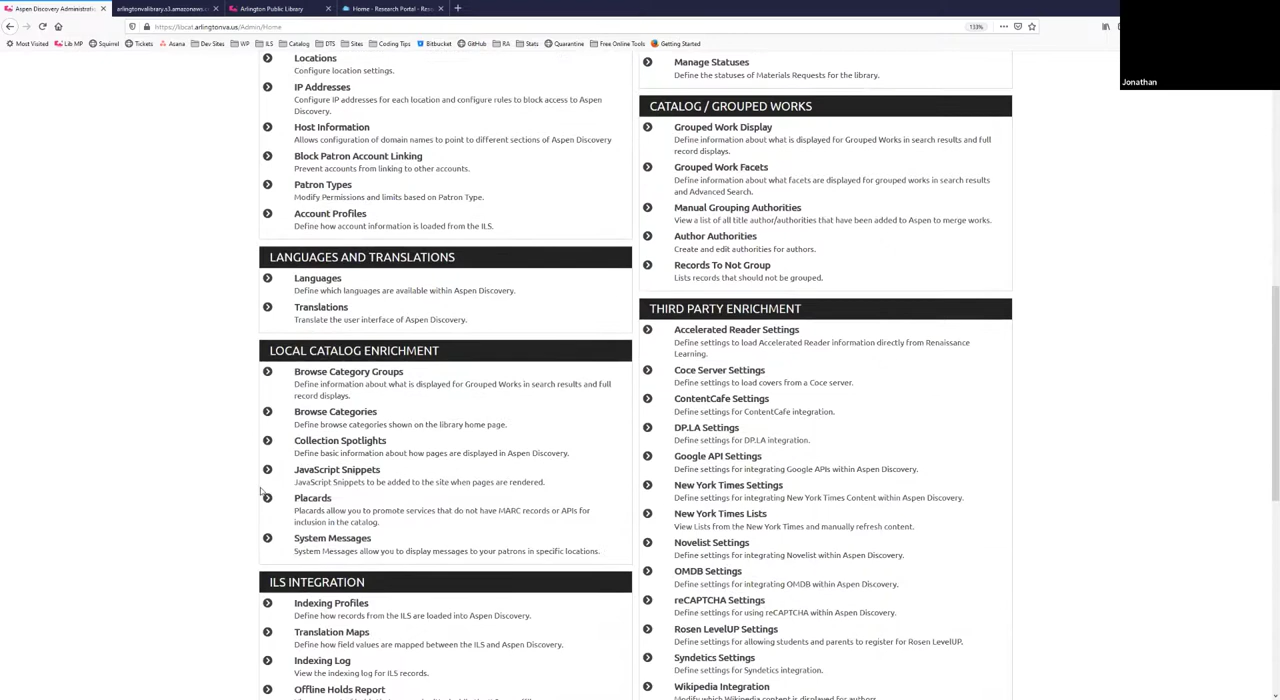 Aspen Discovery Administratio
arlingtonvalibrary.s3.amazonews.c
Arlington Public Library
Home - Research Portal - Rese
https://libcat.arlingtonva.us/Admin/Home
133%
Most Visited
Lib MP
Squirrel
Tickets
Asana
Dev Sites
WP
ILS
Catalog
DTS
Sites
Coding Tips
Bitbucket
GitHub
RA
Stats
Quarantine
Free Online Tools
Getting Started
Jonathan
Locations
Configure location settings.
IP Addresses
Configure IP addresses for each location and configure rules to block access to Aspen
Discovery.
Host Information
Allows configuration of domain names to point to different sections of Aspen Discovery
Block Patron Account Linking
Prevent accounts from linking to other accounts.
Patron Types
Modify Permissions and limits based on Patron Type.
Account Profiles
Define how account information is loaded from the ILS.
LANGUAGES AND TRANSLATIONS
Languages
Define which languages are available within Aspen Discovery.
Translations
Translate the user interface of Aspen Discovery.
LOCAL CATALOG ENRICHMENT
Browse Category Groups
Define information about what is displayed for Grouped Works in search results and full
record displays.
Browse Categories
Define browse categories shown on the library home page.
Collection Spotlights
Define basic information about how pages are displayed in Aspen Discovery.
JavaScript Snippets
JavaScript Snippets to be added to the site when pages are rendered.
Placards
Placards allow you to promote services that do not have MARC records or APIs for
inclusion in the catalog.
System Messages
System Messages allow you to display messages to your patrons in specific locations.
ILS INTEGRATION
Indexing Profiles
Define how records from the ILS are loaded into Aspen Discovery.
Translation Maps
Define how field values are mapped between the ILS and Aspen Discovery.
Indexing Log
View the indexing log for ILS records.
Offline Holds Report
Manage Statuses
Define the statuses of Materials Requests for the library.
CATALOG / GROUPED WORKS
Grouped Work Display
Define information about what is displayed for Grouped Works in search results and full
record displays.
Grouped Work Facets
Define information about what facets are displayed for grouped works in search results
and Advanced Search.
Manual Grouping Authorities
View a list of all title author/authorities that have been added to Aspen to merge works.
Author Authorities
Create and edit authorities for authors.
Records To Not Group
Lists records that should not be grouped.
THIRD PARTY ENRICHMENT
Accelerated Reader Settings
Define settings to load Accelerated Reader information directly from Renaissance
Learning.
Coce Server Settings
Define settings to load covers from a Coce server.
ContentCafe Settings
Define settings for ContentCafe integration.
DP.LA Settings
Define settings for DP.LA integration.
Google API Settings
Define settings for integrating Google APIs within Aspen Discovery.
New York Times Settings
Define settings for integrating New York Times Content within Aspen Discovery.
New York Times Lists
View Lists from the New York Times and manually refresh content.
Novelist Settings
Define settings for integrating Novelist within Aspen Discovery.
OMDB Settings
Define settings for integrating OMDB within Aspen Discovery.
reCAPTCHA Settings
Define settings for using reCAPTCHA within Aspen Discovery.
Rosen LevelUP Settings
Define settings for allowing students and parents to register for Rosen LevelUP.
Syndetics Settings
Define settings for Syndetics integration.
Wikipedia Integration